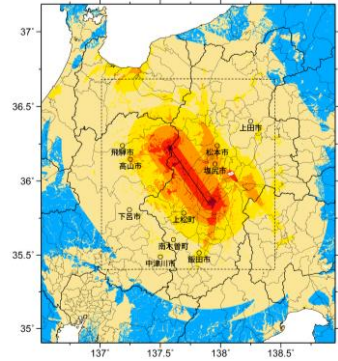 37˚
36.5˚
上田市
松本市
飛騨市
高山市
塩尻市
36˚
下呂市
上松町
南木曽町
35.5˚
中津川市
飯田市
35˚
137˚
137.5˚
138˚
138.5˚